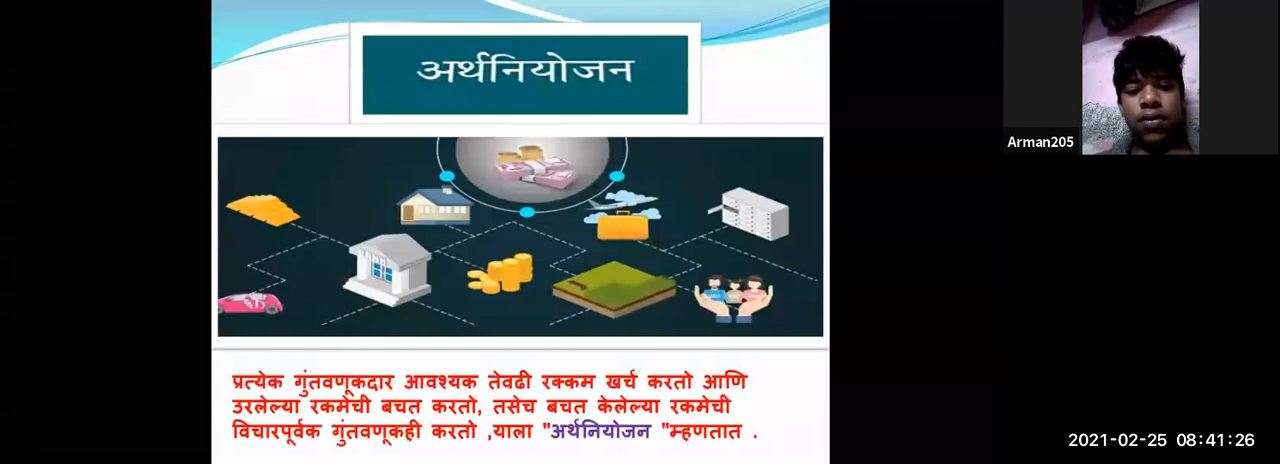 अर्थनियोजन
BANK
Arman205
प्रत्येक गुंतवणूकदार आवश्यक तेवढी रक्कम खर्च करतो आणि
उरलेल्या रकमेची बचत करतो, तसेच बचत केलेल्या रकमेची
विचारपूर्वक गुंतवणूकही करतो ,याला "अर्थनियोजन "म्हणतात .
2021-02-25 08:41:26